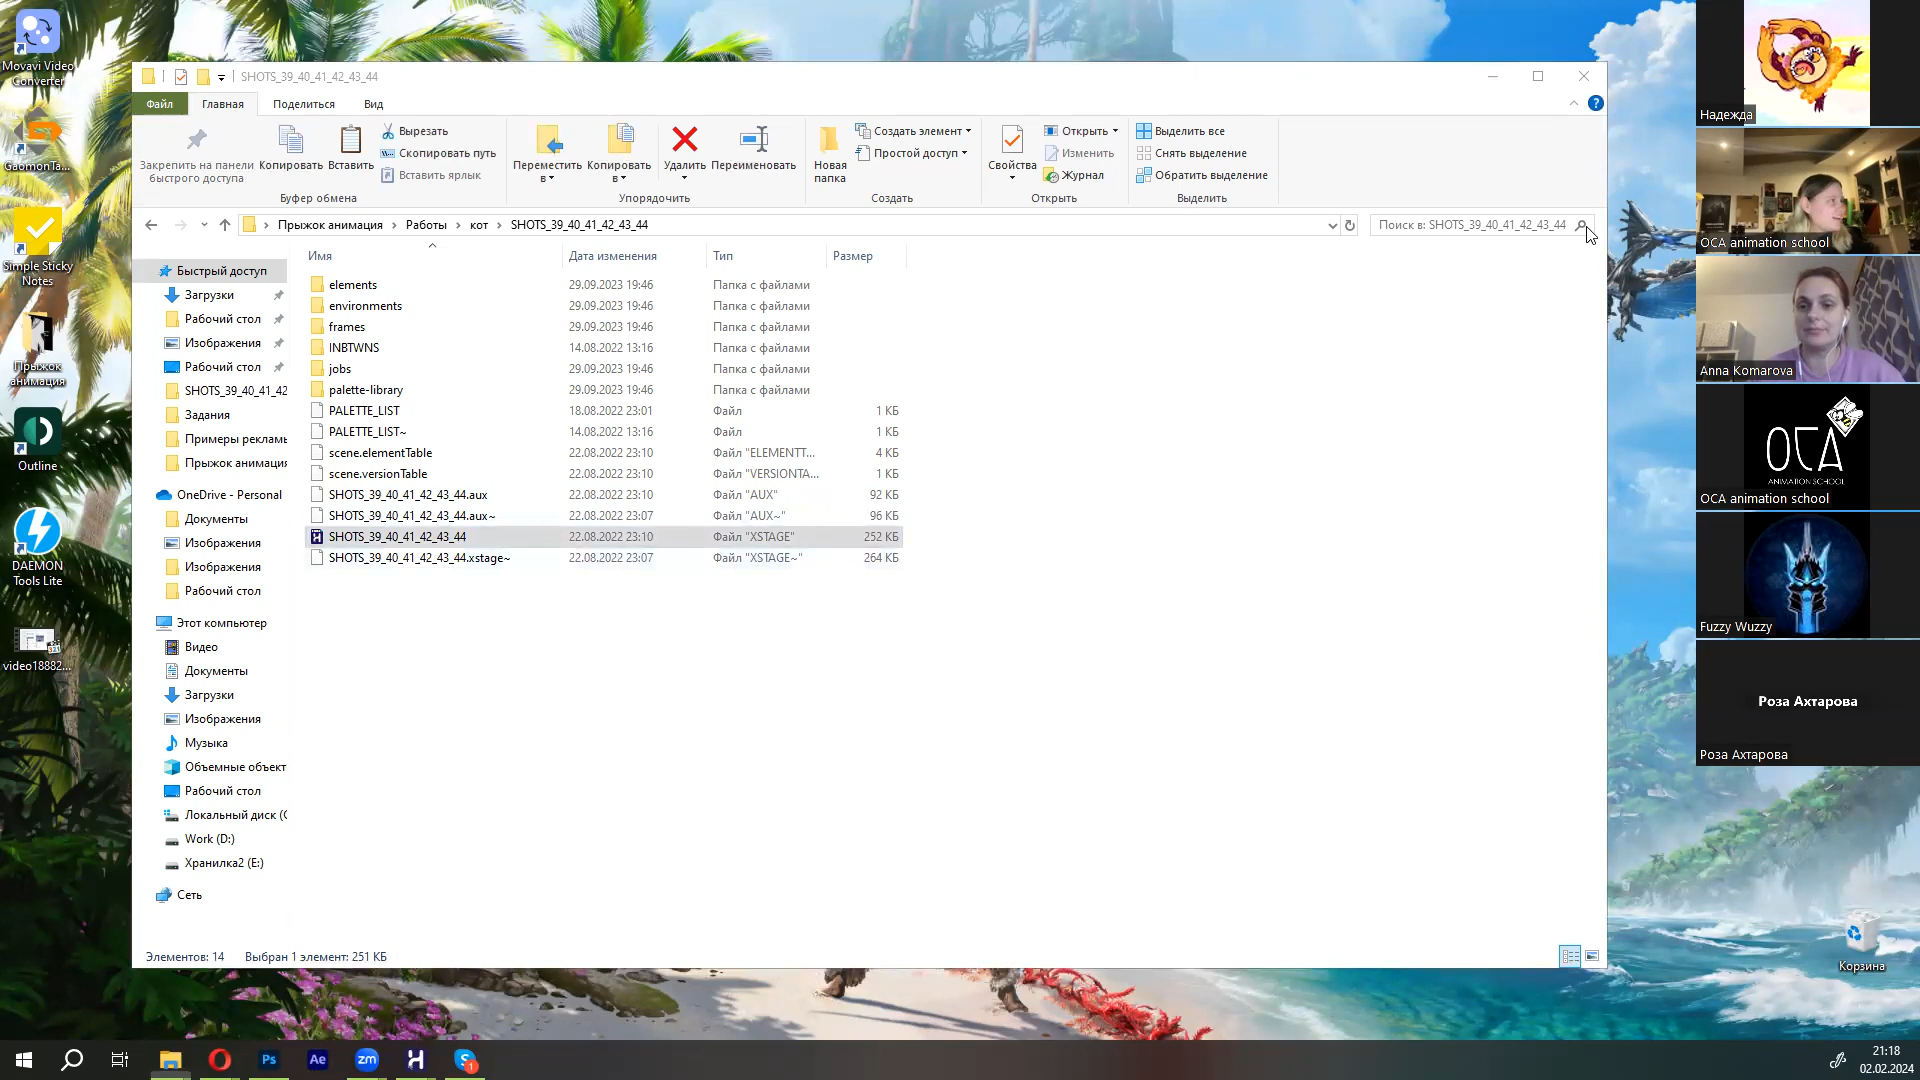 Movavi Video
Converter
GaomonTa...
Simple Sticky
Notes
Прыжок
анимация
Outline
DAEMON
Tools Lite
video18882...
SHOTS_39_40_41_42_43_44
Файл
Главная
Поделиться
Вид
Закрепить на панели
быстрого доступа
Копировать
Вставить
Вырезать
Скопировать путь
Вставить ярлык
Буфер обмена
Переместить
в
Копировать
в
Удалить
Переименовать
Упорядочить
Новая
папка
Создать элемент
Простой доступ
Создать
Свойства
Открыть
Изменить
Журнал
Открыть
Выделить все
Снять выделение
Обратить выделение
Выделить
Прыжок анимация > Работы > кот > SHOTS_39_40_41_42_43_44
Поиск в: SHOTS_39_40_41_42_43_44
Быстрый доступ
Загрузки
Рабочий стол
Изображения
Рабочий стол
SHOTS_39_40_41_42
Задания
Примеры рекламы
Прыжок анимация
OneDrive - Personal
Документы
Изображения
Изображения
Рабочий стол
Этот компьютер
Видео
Документы
Загрузки
Изображения
Музыка
Объемные объект
Рабочий стол
Локальный диск (C
Work (D:)
Хранилка2 (E:)
Сеть
Имя Дата изменения Тип Размер
elements 29.09.2023 19:46 Папка с файлами
environments 29.09.2023 19:46 Папка с файлами
frames 29.09.2023 19:46 Папка с файлами
INBTWNS 14.08.2022 13:16 Папка с файлами
jobs 29.09.2023 19:46 Папка с файлами
palette-library 29.09.2023 19:46 Папка с файлами
PALETTE_LIST 18.08.2022 23:01 Файл 1 КБ
PALETTE_LIST~ 14.08.2022 13:16 Файл 1 КБ
scene.elementTable 22.08.2022 23:10 Файл "ELEMENTT... 4 КБ
scene.versionTable 22.08.2022 23:10 Файл "VERSIONTA... 1 КБ
SHOTS_39_40_41_42_43_44.aux 22.08.2022 23:10 Файл "AUX" 92 КБ
SHOTS_39_40_41_42_43_44.aux~ 22.08.2022 23:07 Файл "AUX~" 96 КБ
SHOTS_39_40_41_42_43_44 22.08.2022 23:10 Файл "XSTAGE" 252 КБ
SHOTS_39_40_41_42_43_44.xstage~ 22.08.2022 23:07 Файл "XSTAGE~" 264 КБ
Элементов: 14 Выбран 1 элемент: 251 КБ
Надежда
OCA animation school
Anna Komarova
OCA
ANIMATION SCHOOL
OCA animation school
Fuzzy Wuzzy
Роза Ахтарова
Роза Ахтарова
Корзина
Ps
Ae
zm
1
21:18
02.02.2024